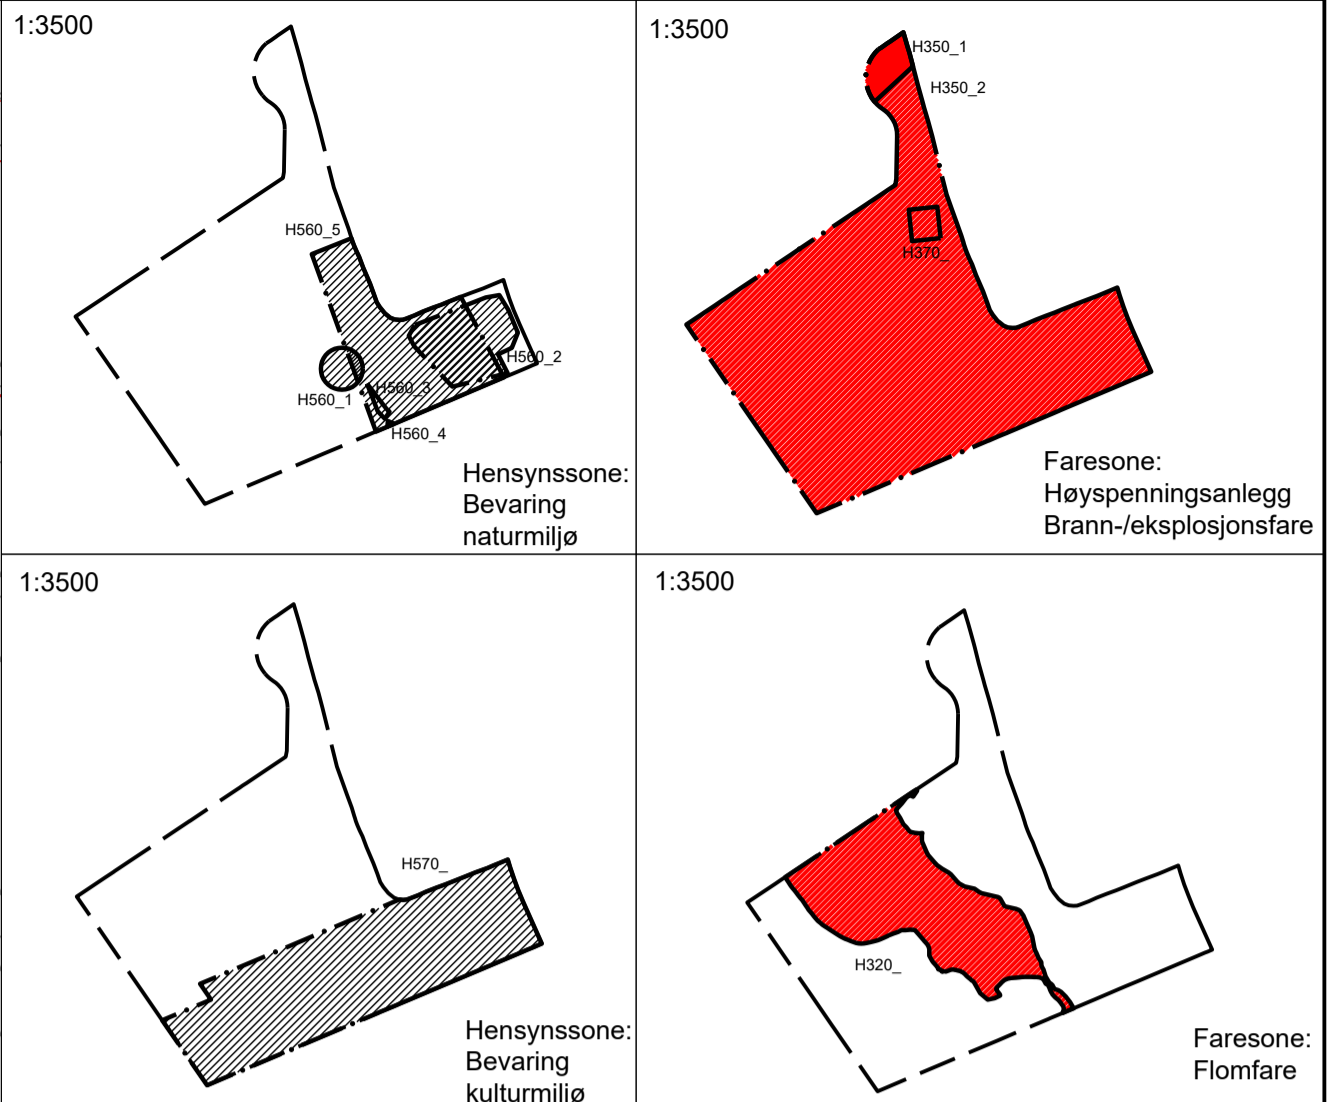 1:3500
H560_5
H560_2
H560_3
H560_1
H560_4
Hensynssone:
Bevaring
naturmiljø
1:3500
H350_1
H350_2
H370_
Faresone:
Høyspenningsanlegg
Brann-/eksplosjonsfare
1:3500
H570_
Hensynssone:
Bevaring
kulturmiljø
1:3500
H320_
Faresone:
Flomfare